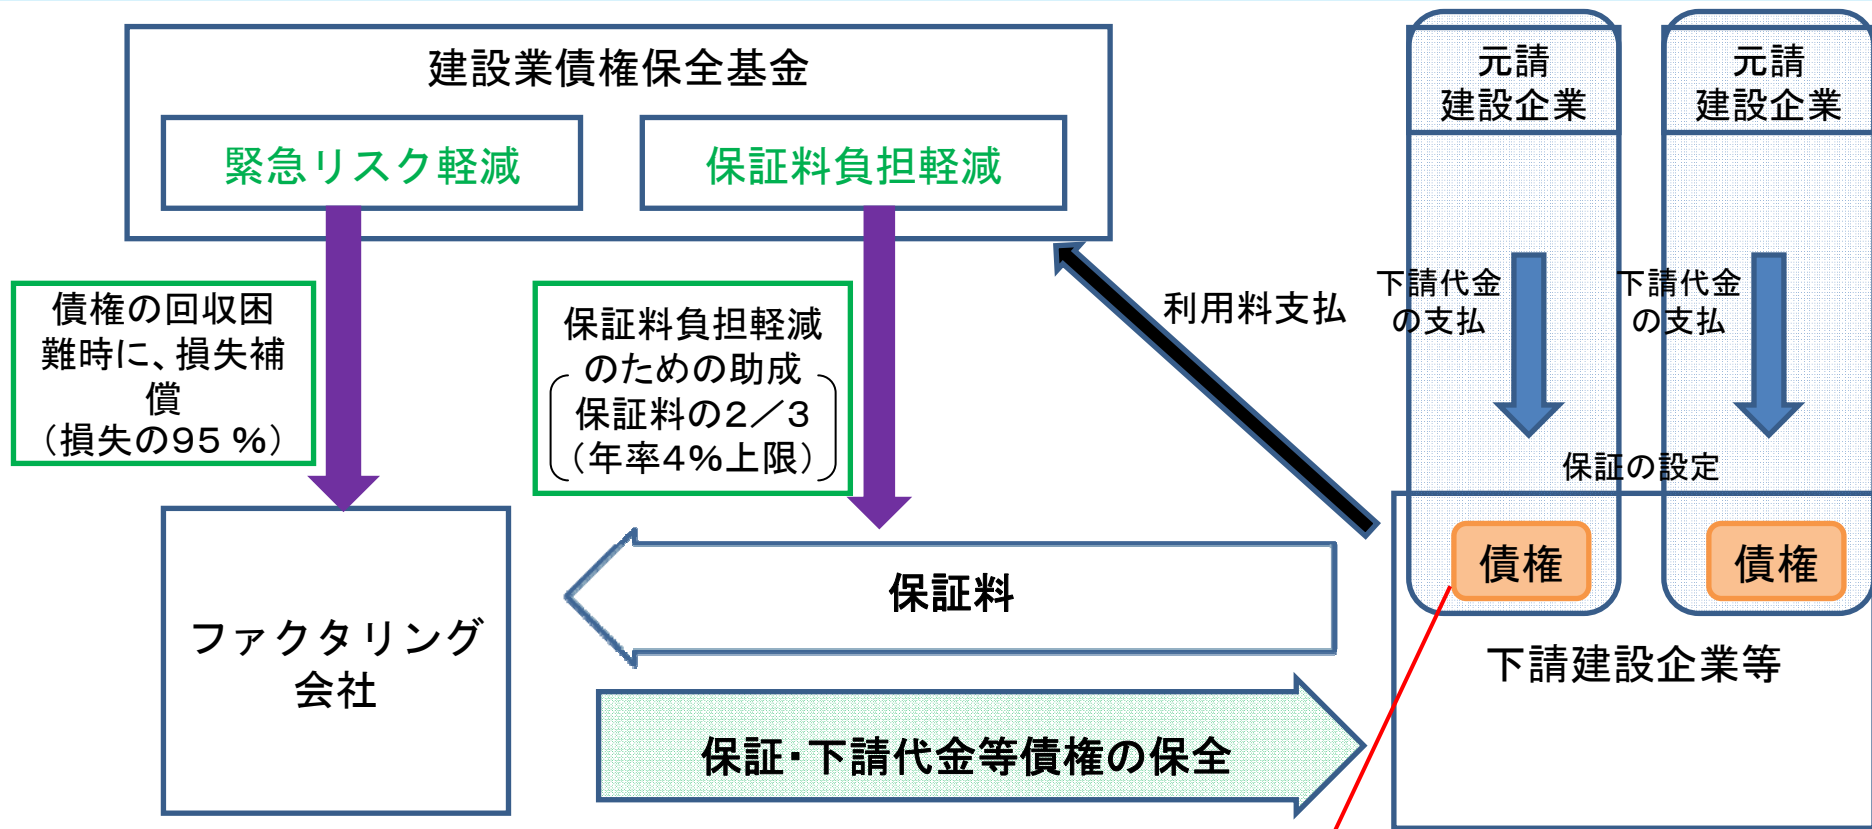 建設業債権保全基金
緊急リスク軽減
保証料負担軽減
債権の回収困
難時に、損失補
償
（損失の95％）
保証料負担軽減
のための助成
保証料の2／3
（年率4％上限）
利用料支払
元請
建設企業
元請
建設企業
下請代金
の支払
下請代金
の支払
保証の設定
債権
債権
下請建設企業等
ファクタリング
会社
保証料
保証・下請代金等債権の保全